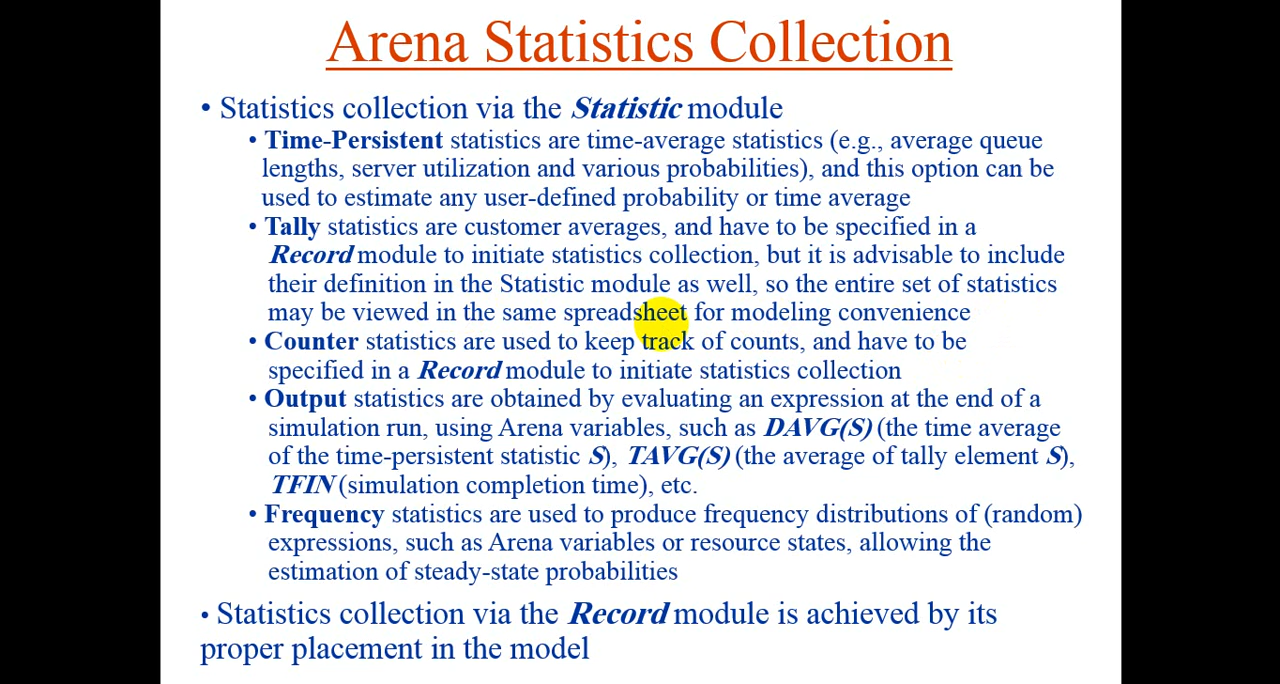 Arena Statistics Collection
• Statistics collection via the Statistic module
• Time-Persistent statistics are time-average statistics (e.g., average queue
lengths, server utilization and various probabilities), and this option can be
used to estimate any user-defined probability or time average
• Tally statistics are customer averages, and have to be specified in a
Record module to initiate statistics collection, but it is advisable to include
their definition in the Statistic module as well, so the entire set of statistics
may be viewed in the same spreadsheet for modeling convenience
• Counter statistics are used to keep track of counts, and have to be
specified in a Record module to initiate statistics collection
• Output statistics are obtained by evaluating an expression at the end of a
simulation run, using Arena variables, such as DAVG(S) (the time average
of the time-persistent statistic S), TAVG(S) (the average of tally element S),
TFIN (simulation completion time), etc.
• Frequency statistics are used to produce frequency distributions of (random)
expressions, such as Arena variables or resource states, allowing the
estimation of steady-state probabilities
• Statistics collection via the Record module is achieved by its
proper placement in the model